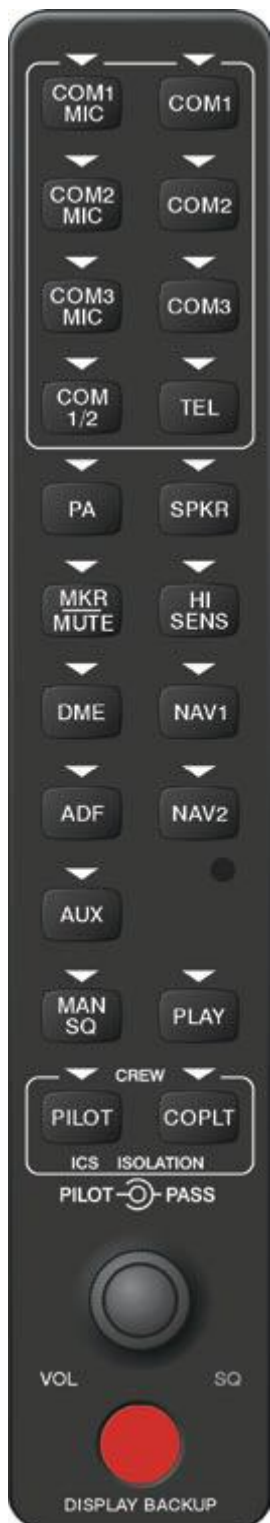 COM1
MIC
COM1
COM2
MIC
COM2
COM3
MIC
COM3
COM
1/2
TEL
PA
SPKR
MKR
MUTE
HI
SENS
DME
NAV1
ADF
NAV2
AUX
MAN
SQ
PLAY
CREW
PILOT
COPLT
ICS ISOLATION
PILOT PASS
VOL SQ
DISPLAY BACKUP